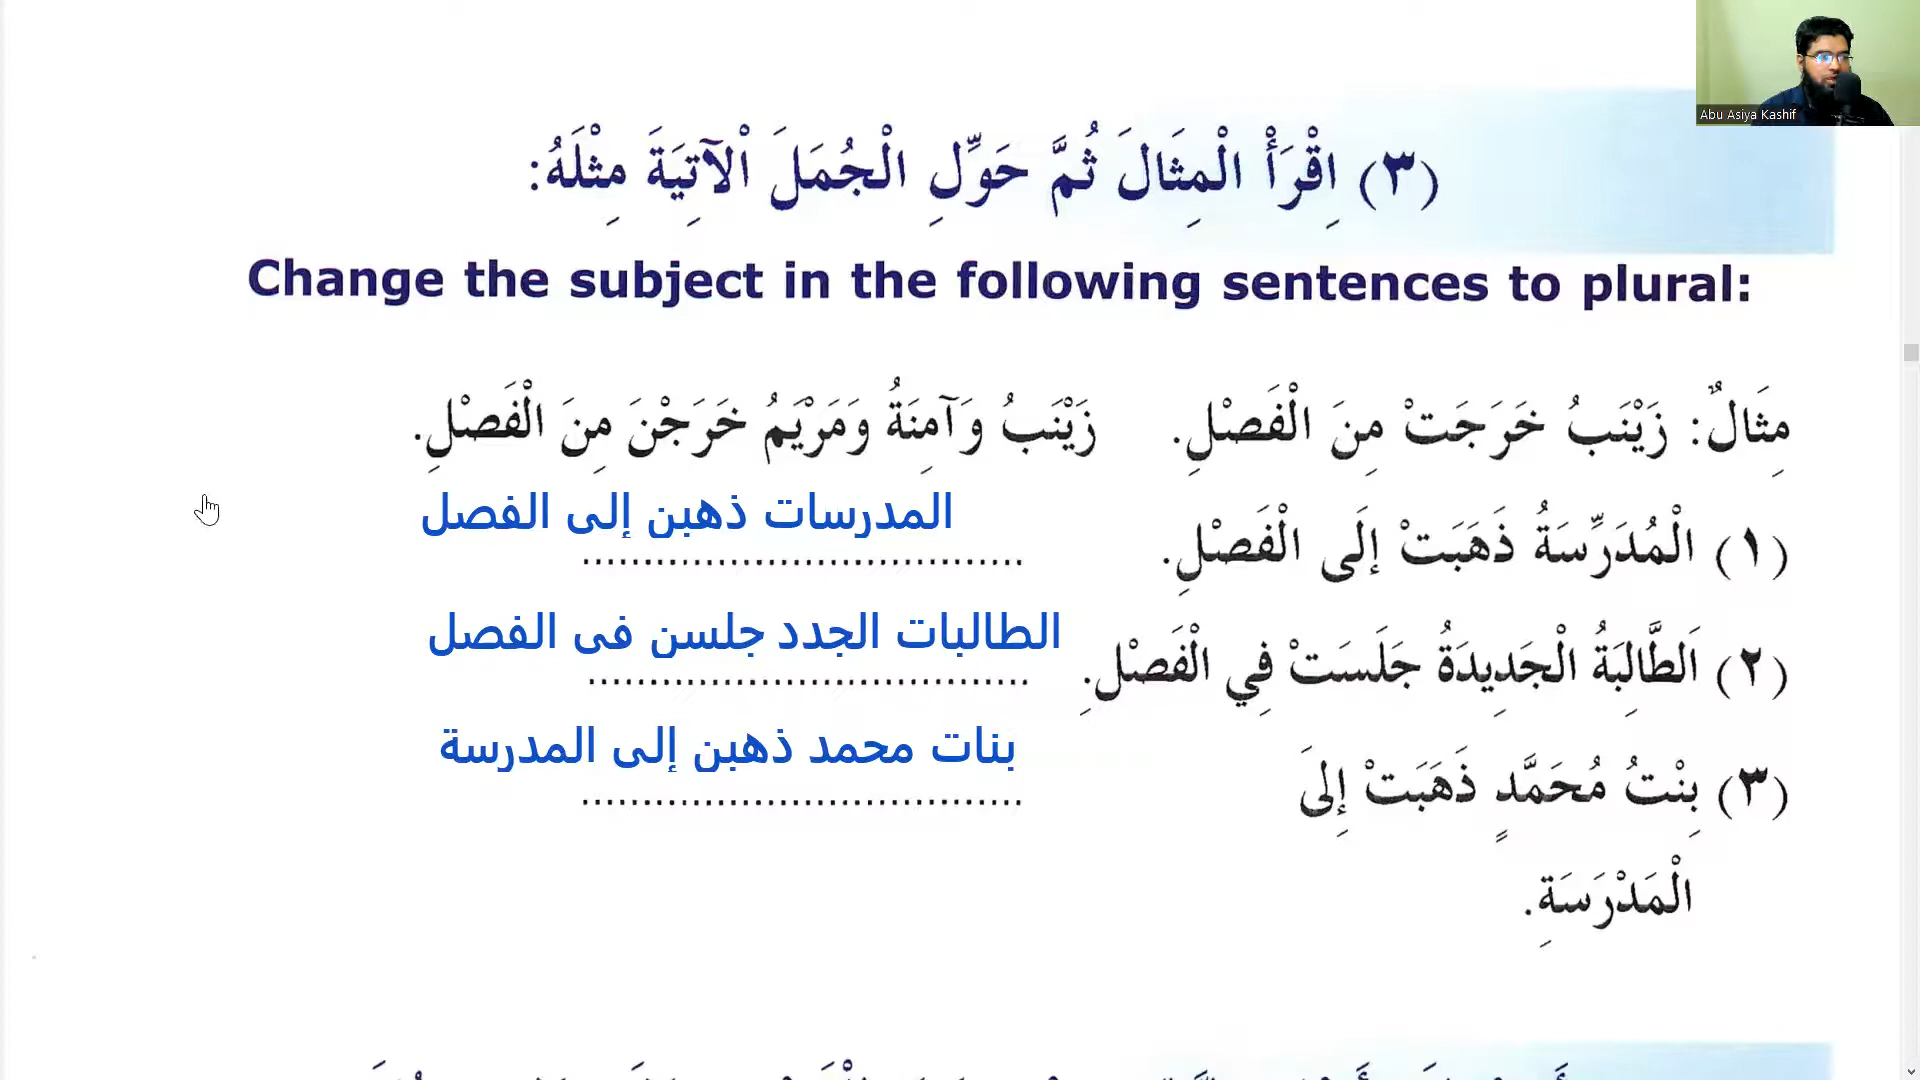 Abu Asiya Kashif
(٣) اِقْرَأْ الْمِثَالَ ثُمَّ حَوِّلِ الْجُمَلَ اْلآتِيَةَ مِثْلَهُ:
Change the subject in the following sentences to plural:
مِثَالٌ: زَيْنَبُ خَرَجَتْ مِنَ الْفَصْلِ. زَيْنَبُ وَآمِنَةُ وَمَرْيَمُ خَرَجْنَ مِنَ الْفَصْلِ.
(١) الْمُدَرِّسَةُ ذَهَبَتْ إِلَى الْفَصْلِ. المدرسات ذهبن إلى الفصل
(٢) اَلطَّالِبَةُ الْجَدِيدَةُ جَلَسَتْ فِي الْفَصْلِ. الطالبات الجدد جلسن فى الفصل
(٣) بِنْتُ مُحَمَّدٍ ذَهَبَتْ إِلىَ بنات محمد ذهبن إلى المدرسة
الْمَدْرَسَةِ.